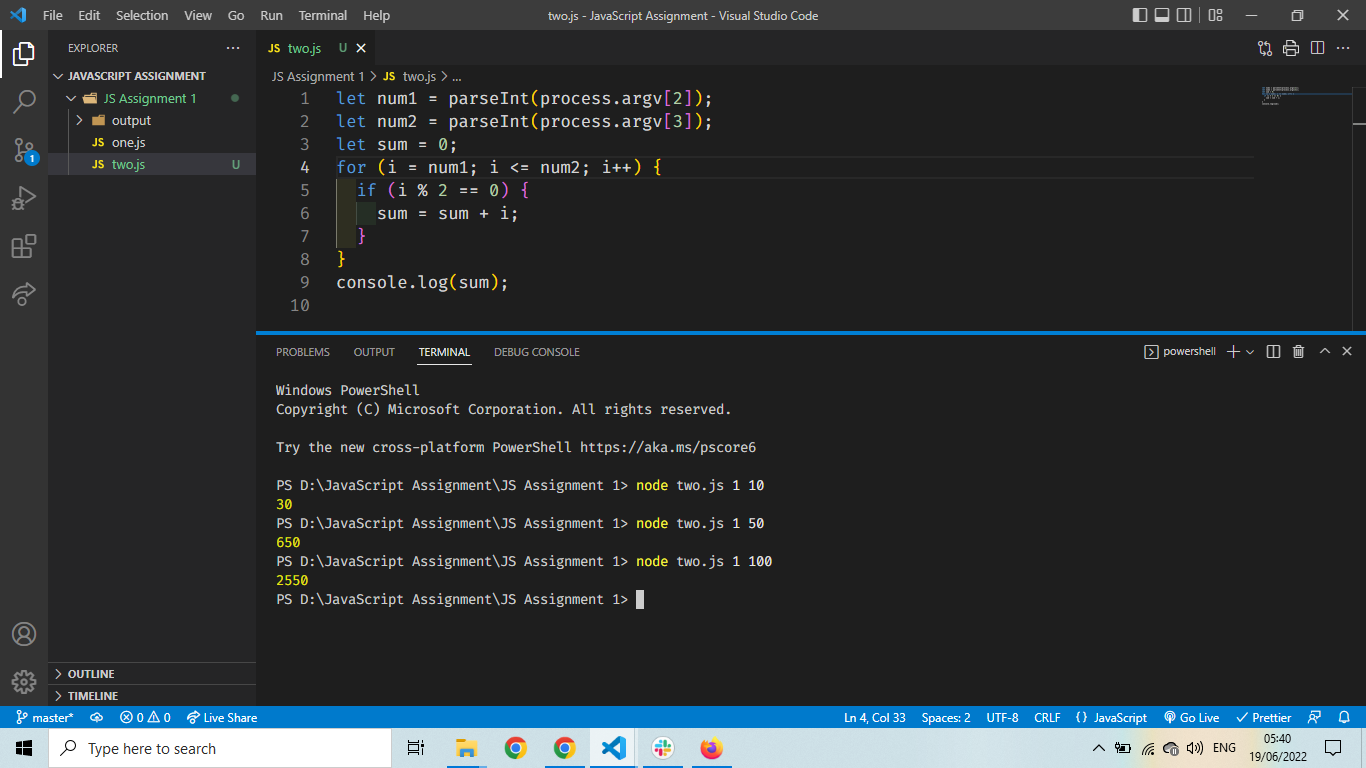 File Edit Selection View Go Run Terminal Help two.js - JavaScript Assignment - Visual Studio Code
EXPLORER
JAVASCRIPT ASSIGNMENT
JS Assignment 1
output
JS one.js
JS two.js U
OUTLINE
TIMELINE
1
JS two.js U
JS Assignment 1 > JS two.js > ...
1 let num1 = parseInt(process.argv[2]);
2 let num2 = parseInt(process.argv[3]);
3 let sum = 0;
4 for (i = num1; i <= num2; i++) {
5 if (i % 2 == 0) {
6 sum = sum + i;
7 }
8 }
9 console.log(sum);
10
PROBLEMS OUTPUT TERMINAL DEBUG CONSOLE powershell
Windows PowerShell
Copyright (C) Microsoft Corporation. All rights reserved.
Try the new cross-platform PowerShell https://aka.ms/pscore6
PS D:\JavaScript Assignment\JS Assignment 1> node two.js 1 10
30
PS D:\JavaScript Assignment\JS Assignment 1> node two.js 1 50
650
PS D:\JavaScript Assignment\JS Assignment 1> node two.js 1 100
2550
PS D:\JavaScript Assignment\JS Assignment 1>
master* 0 0 Live Share Ln 4, Col 33 Spaces: 2 UTF-8 CRLF {} JavaScript Go Live Prettier
Type here to search
ENG
05:40
19/06/2022